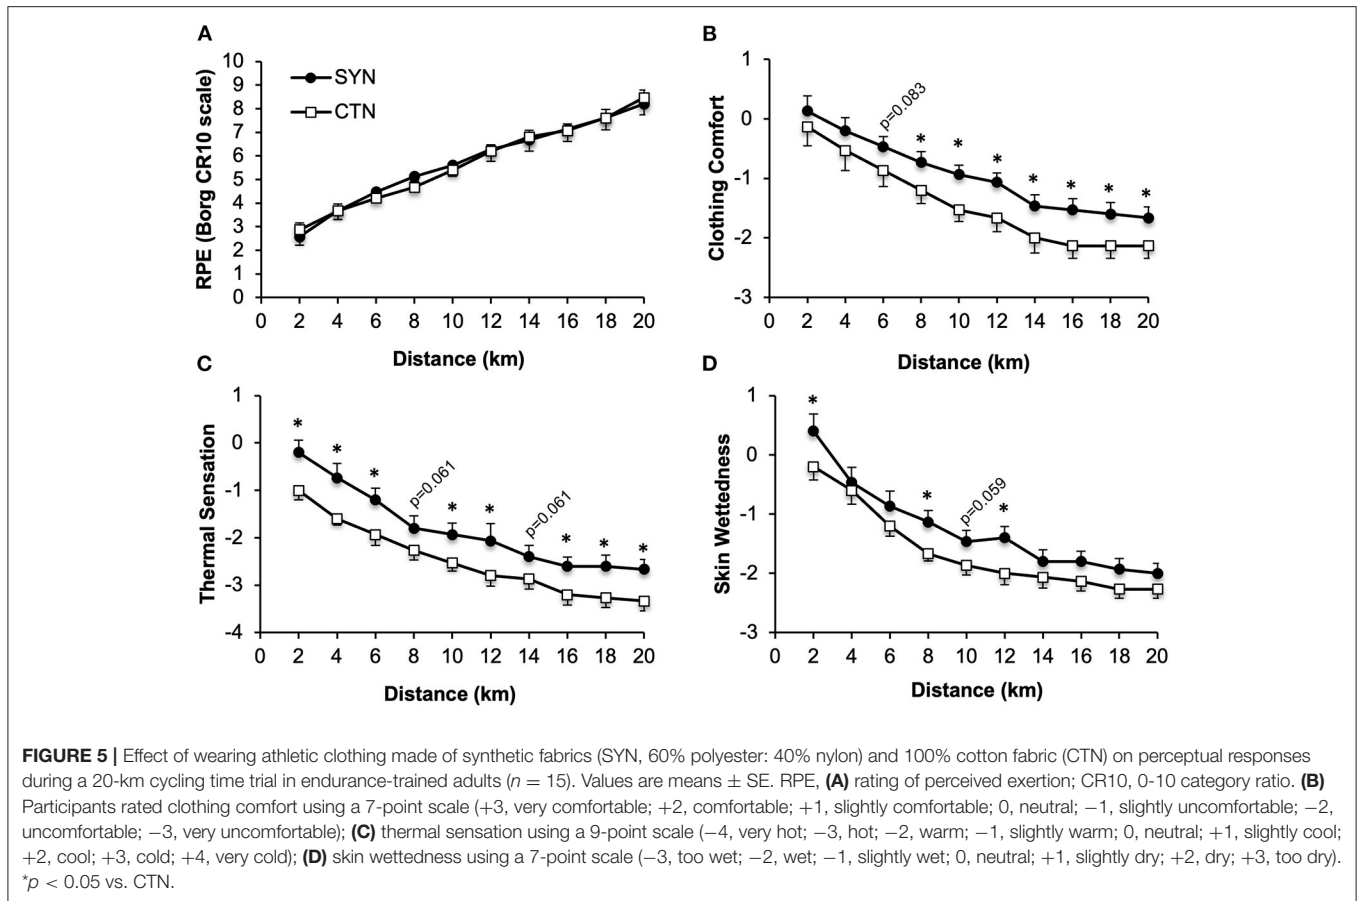 A
RPE (Borg CR10 scale)
10
9
8
7
6
5
4
3
2
1
0
SYN
CTN
0 2 4 6 8 10 12 14 16 18 20
Distance (km)
B
Clothing Comfort
1
0
-1
-2
-3
p=0.083
* * * * * * *
0 2 4 6 8 10 12 14 16 18 20
Distance (km)
C
Thermal Sensation
1
0
-1
-2
-3
-4
* * * p=0.061 * * p=0.061 * * *
0 2 4 6 8 10 12 14 16 18 20
Distance (km)
D
Skin Wettedness
1
0
-1
-2
-3
* * p=0.059 *
0 2 4 6 8 10 12 14 16 18 20
Distance (km)
FIGURE 5 | Effect of wearing athletic clothing made of synthetic fabrics (SYN, 60% polyester: 40% nylon) and 100% cotton fabric (CTN) on perceptual responses
during a 20-km cycling time trial in endurance-trained adults (n = 15). Values are means ± SE. RPE, (A) rating of perceived exertion; CR10, 0-10 category ratio. (B)
Participants rated clothing comfort using a 7-point scale (+3, very comfortable; +2, comfortable; +1, slightly comfortable; 0, neutral; −1, slightly uncomfortable; −2,
uncomfortable; −3, very uncomfortable); (C) thermal sensation using a 9-point scale (−4, very hot; −3, hot; −2, warm; −1, slightly warm; 0, neutral; +1, slightly cool;
+2, cool; +3, cold; +4, very cold); (D) skin wettedness using a 7-point scale (−3, too wet; −2, wet; −1, slightly wet; 0, neutral; +1, slightly dry; +2, dry; +3, too dry).
*p < 0.05 vs. CTN.